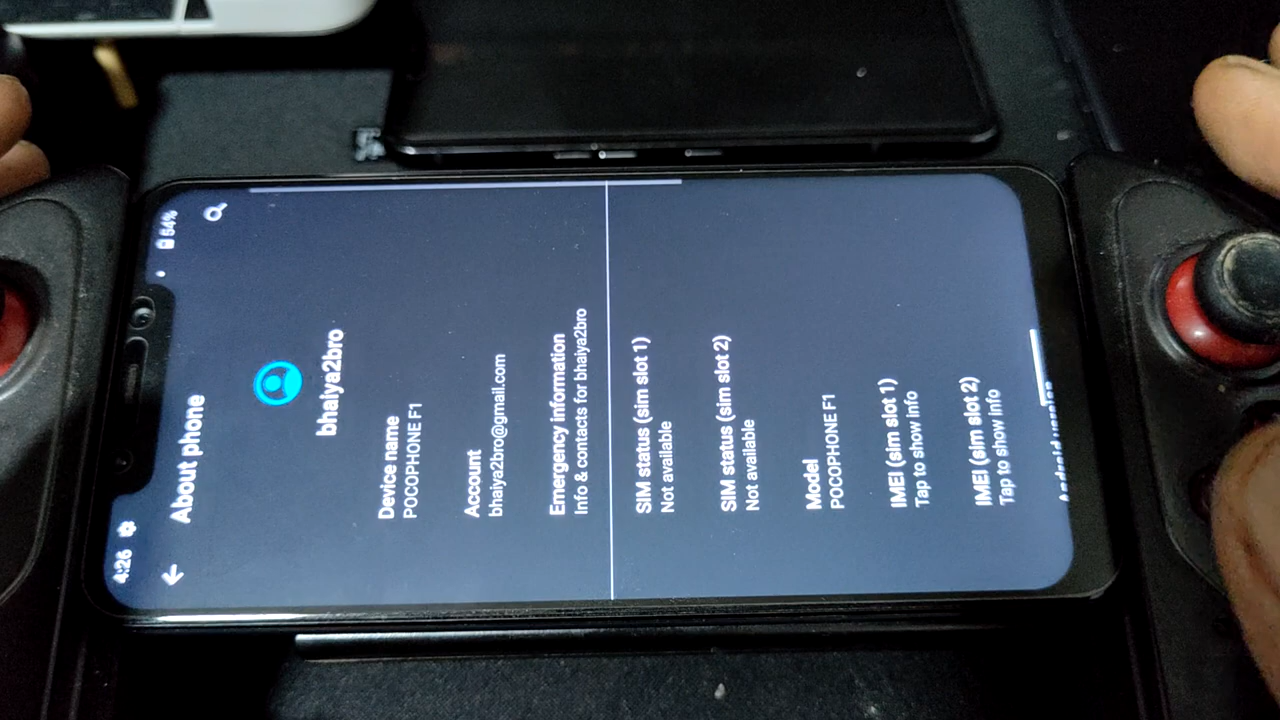 4:26
64%
About phone
bhaiya2bro
Device name
POCOPHONE F1
Account
bhaiya2bro@gmail.com
Emergency information
Info & contacts for bhaiya2bro
SIM status (sim slot 1)
Not available
SIM status (sim slot 2)
Not available
Model
POCOPHONE F1
IMEI (sim slot 1)
Tap to show info
IMEI (sim slot 2)
Tap to show info
Android version